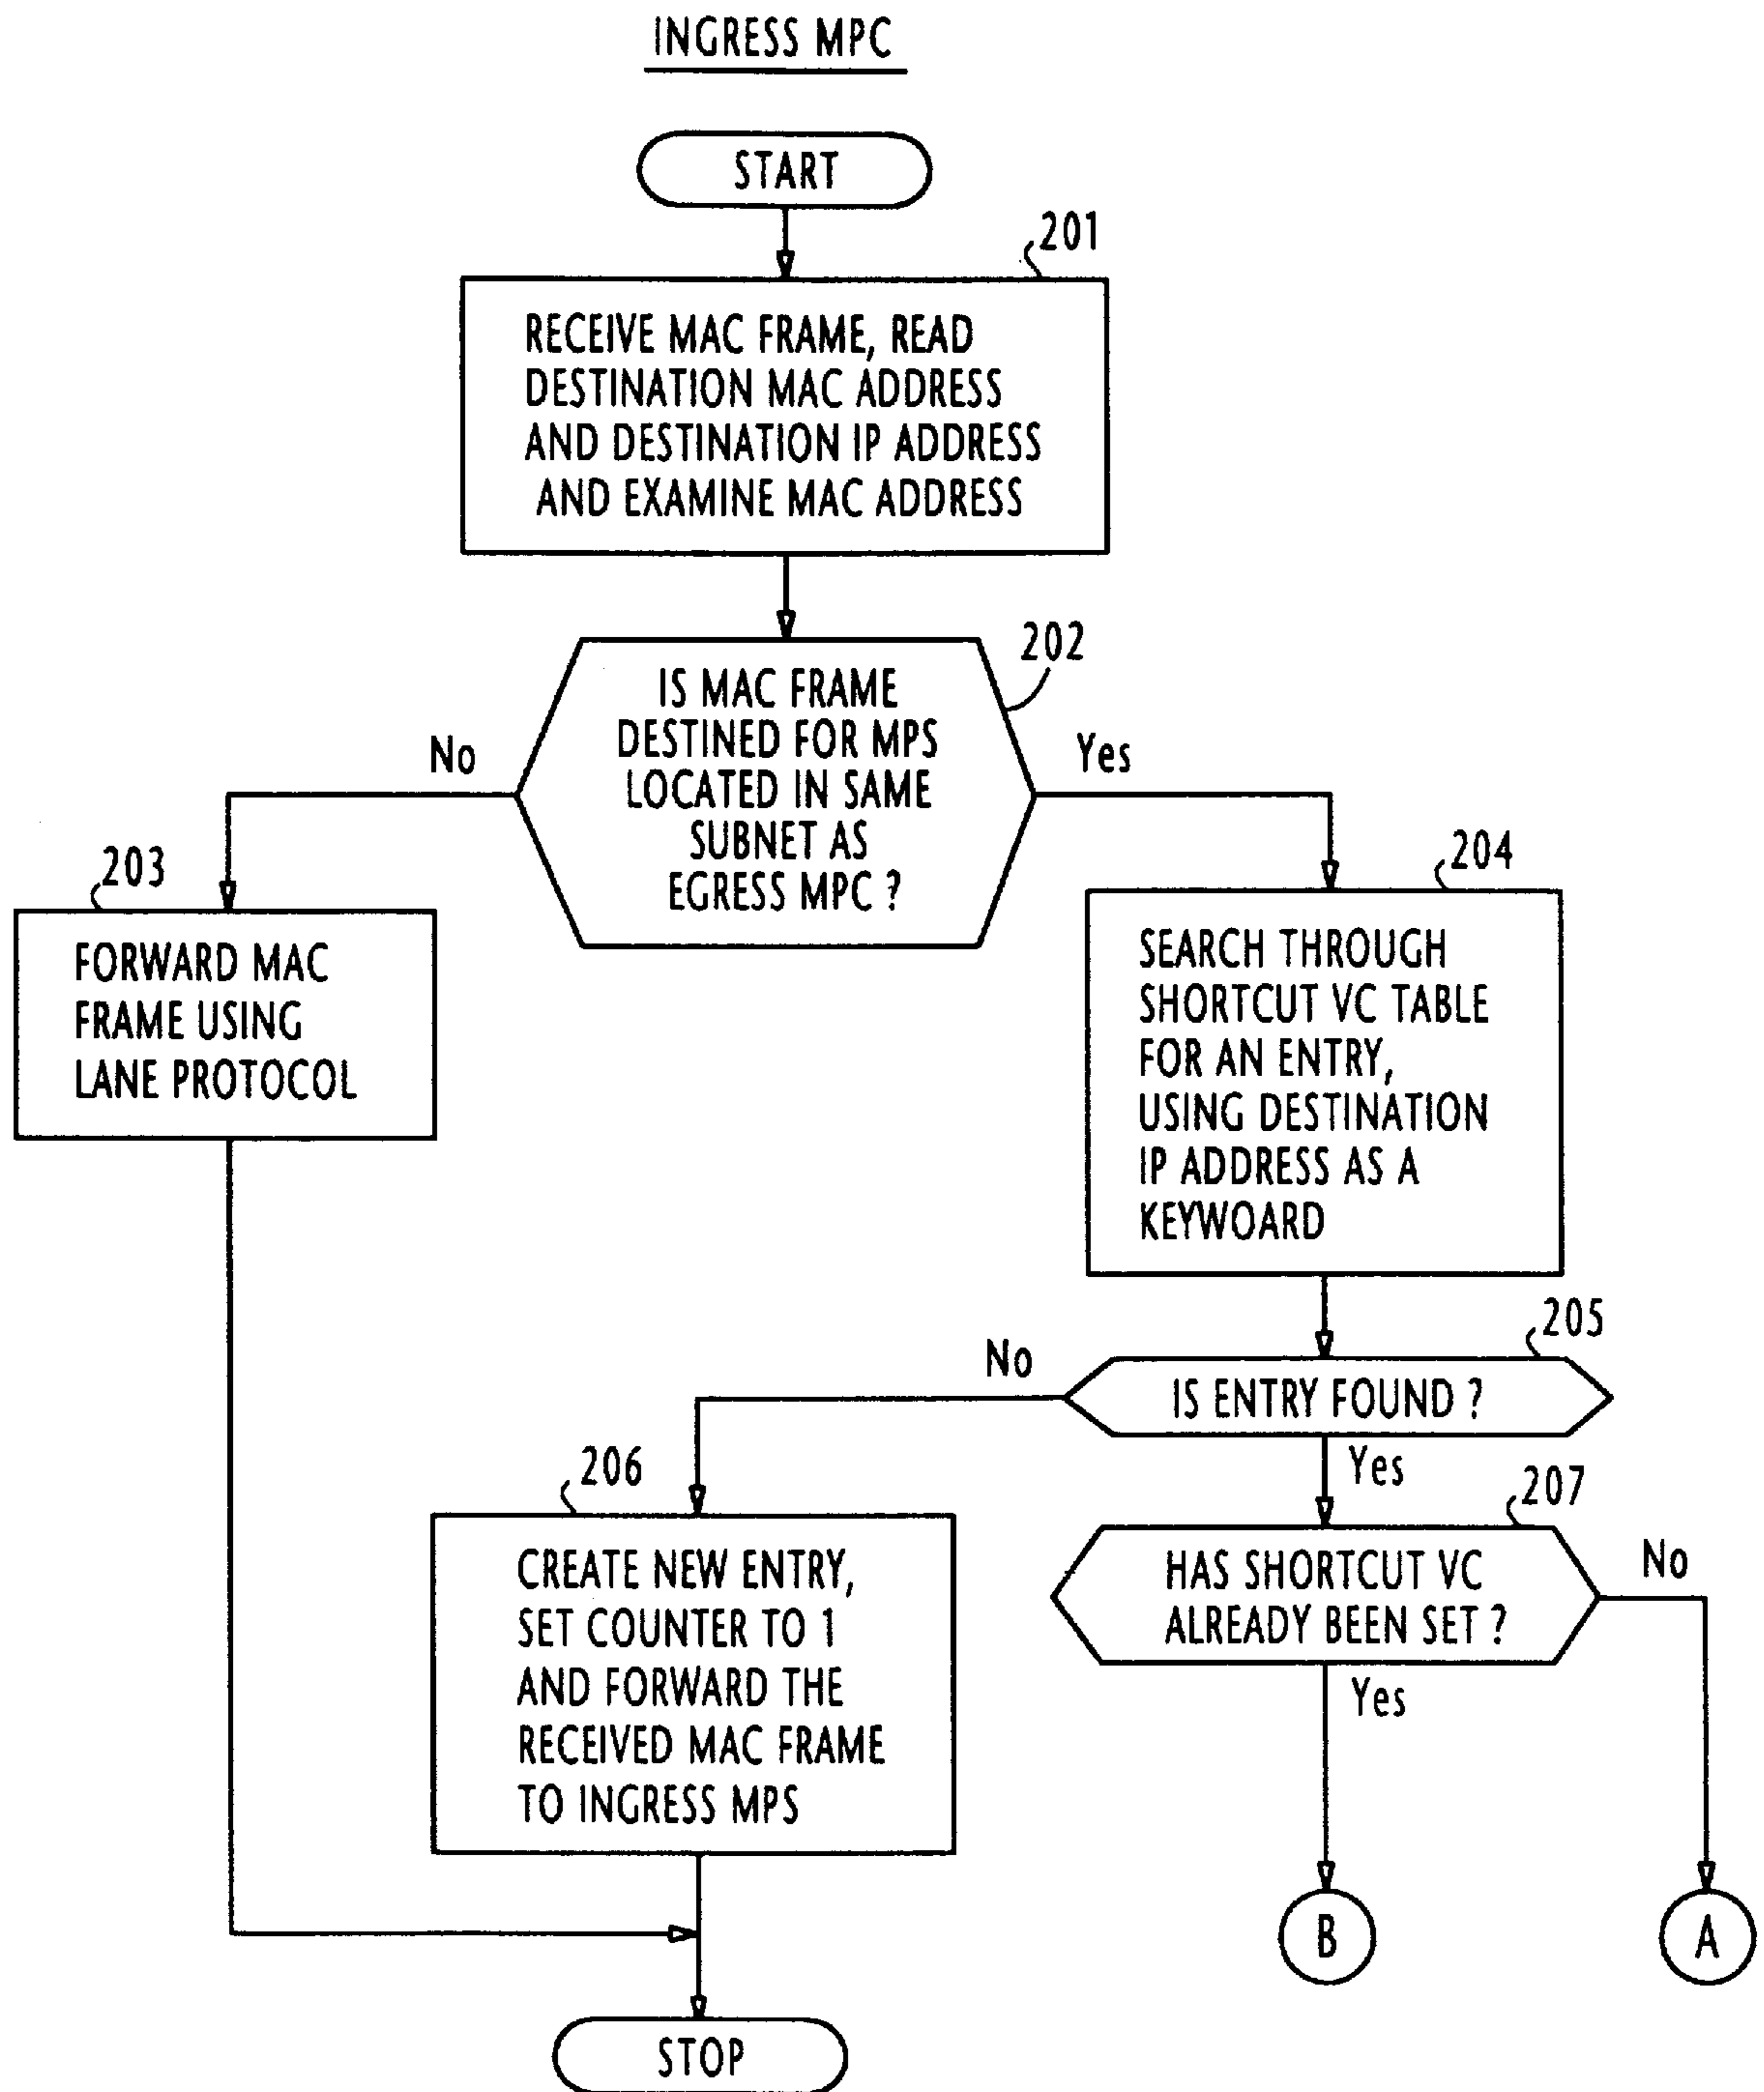 INGRESS MPC
START
201
RECEIVE MAC FRAME, READ
DESTINATION MAC ADDRESS
AND DESTINATION IP ADDRESS
AND EXAMINE MAC ADDRESS
202
IS MAC FRAME
DESTINED FOR MPS
LOCATED IN SAME
SUBNET AS
EGRESS MPC ?
No
Yes
203
FORWARD MAC
FRAME USING
LANE PROTOCOL
204
SEARCH THROUGH
SHORTCUT VC TABLE
FOR AN ENTRY,
USING DESTINATION
IP ADDRESS AS A
KEYWOARD
205
IS ENTRY FOUND ?
No
Yes
206
CREATE NEW ENTRY,
SET COUNTER TO 1
AND FORWARD THE
RECEIVED MAC FRAME
TO INGRESS MPS
207
HAS SHORTCUT VC
ALREADY BEEN SET ?
No
Yes
B
A
STOP